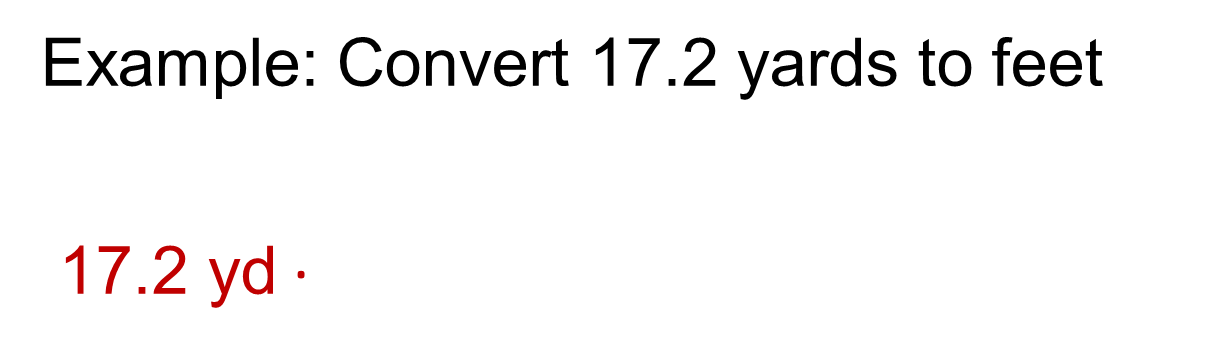 Example: Convert 17.2 yards to feet
17.2 yd ·